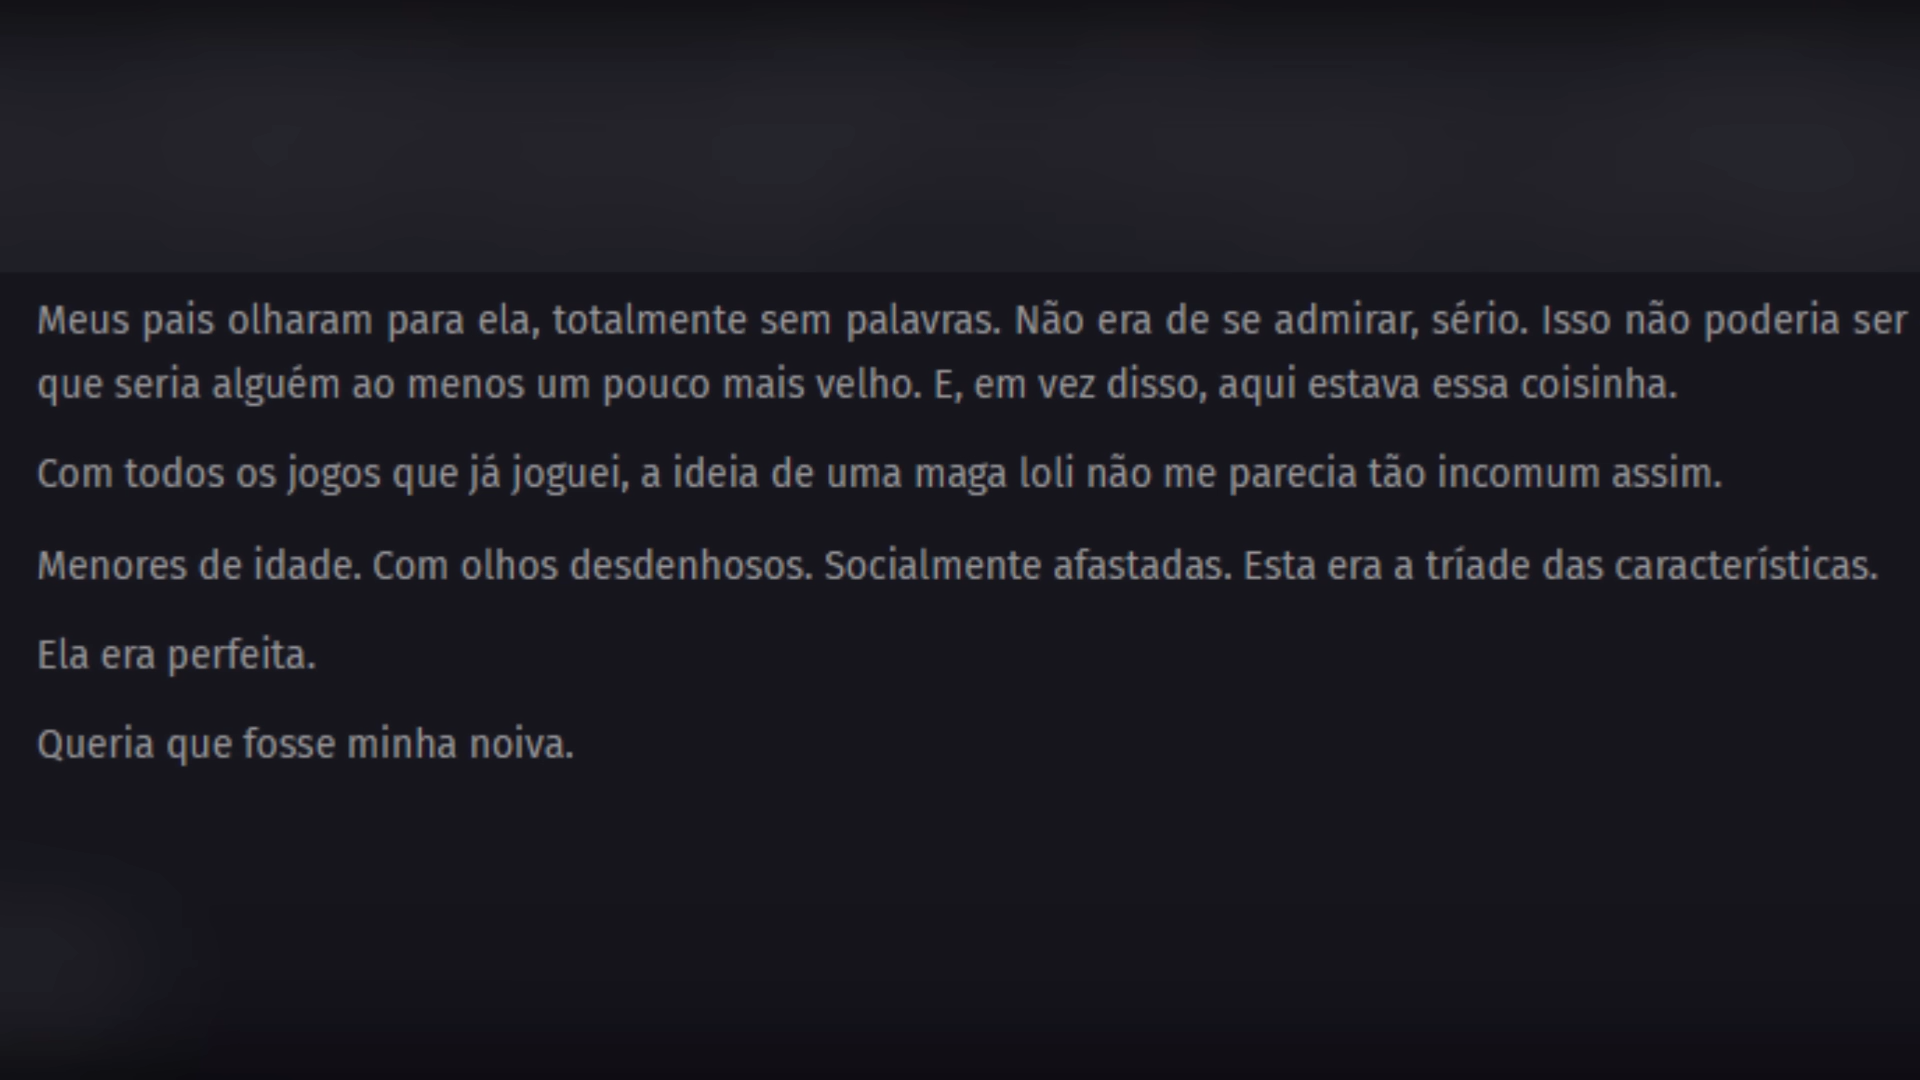 Meus pais olharam para ela, totalmente sem palavras. Não era de se admirar, sério. Isso não poderia ser
que seria alguém ao menos um pouco mais velho. E, em vez disso, aqui estava essa coisinha.
Com todos os jogos que já joguei, a ideia de uma maga loli não me parecia tão incomum assim.
Menores de idade. Com olhos desdenhosos. Socialmente afastadas. Esta era a tríade das características.
Ela era perfeita.
Queria que fosse minha noiva.